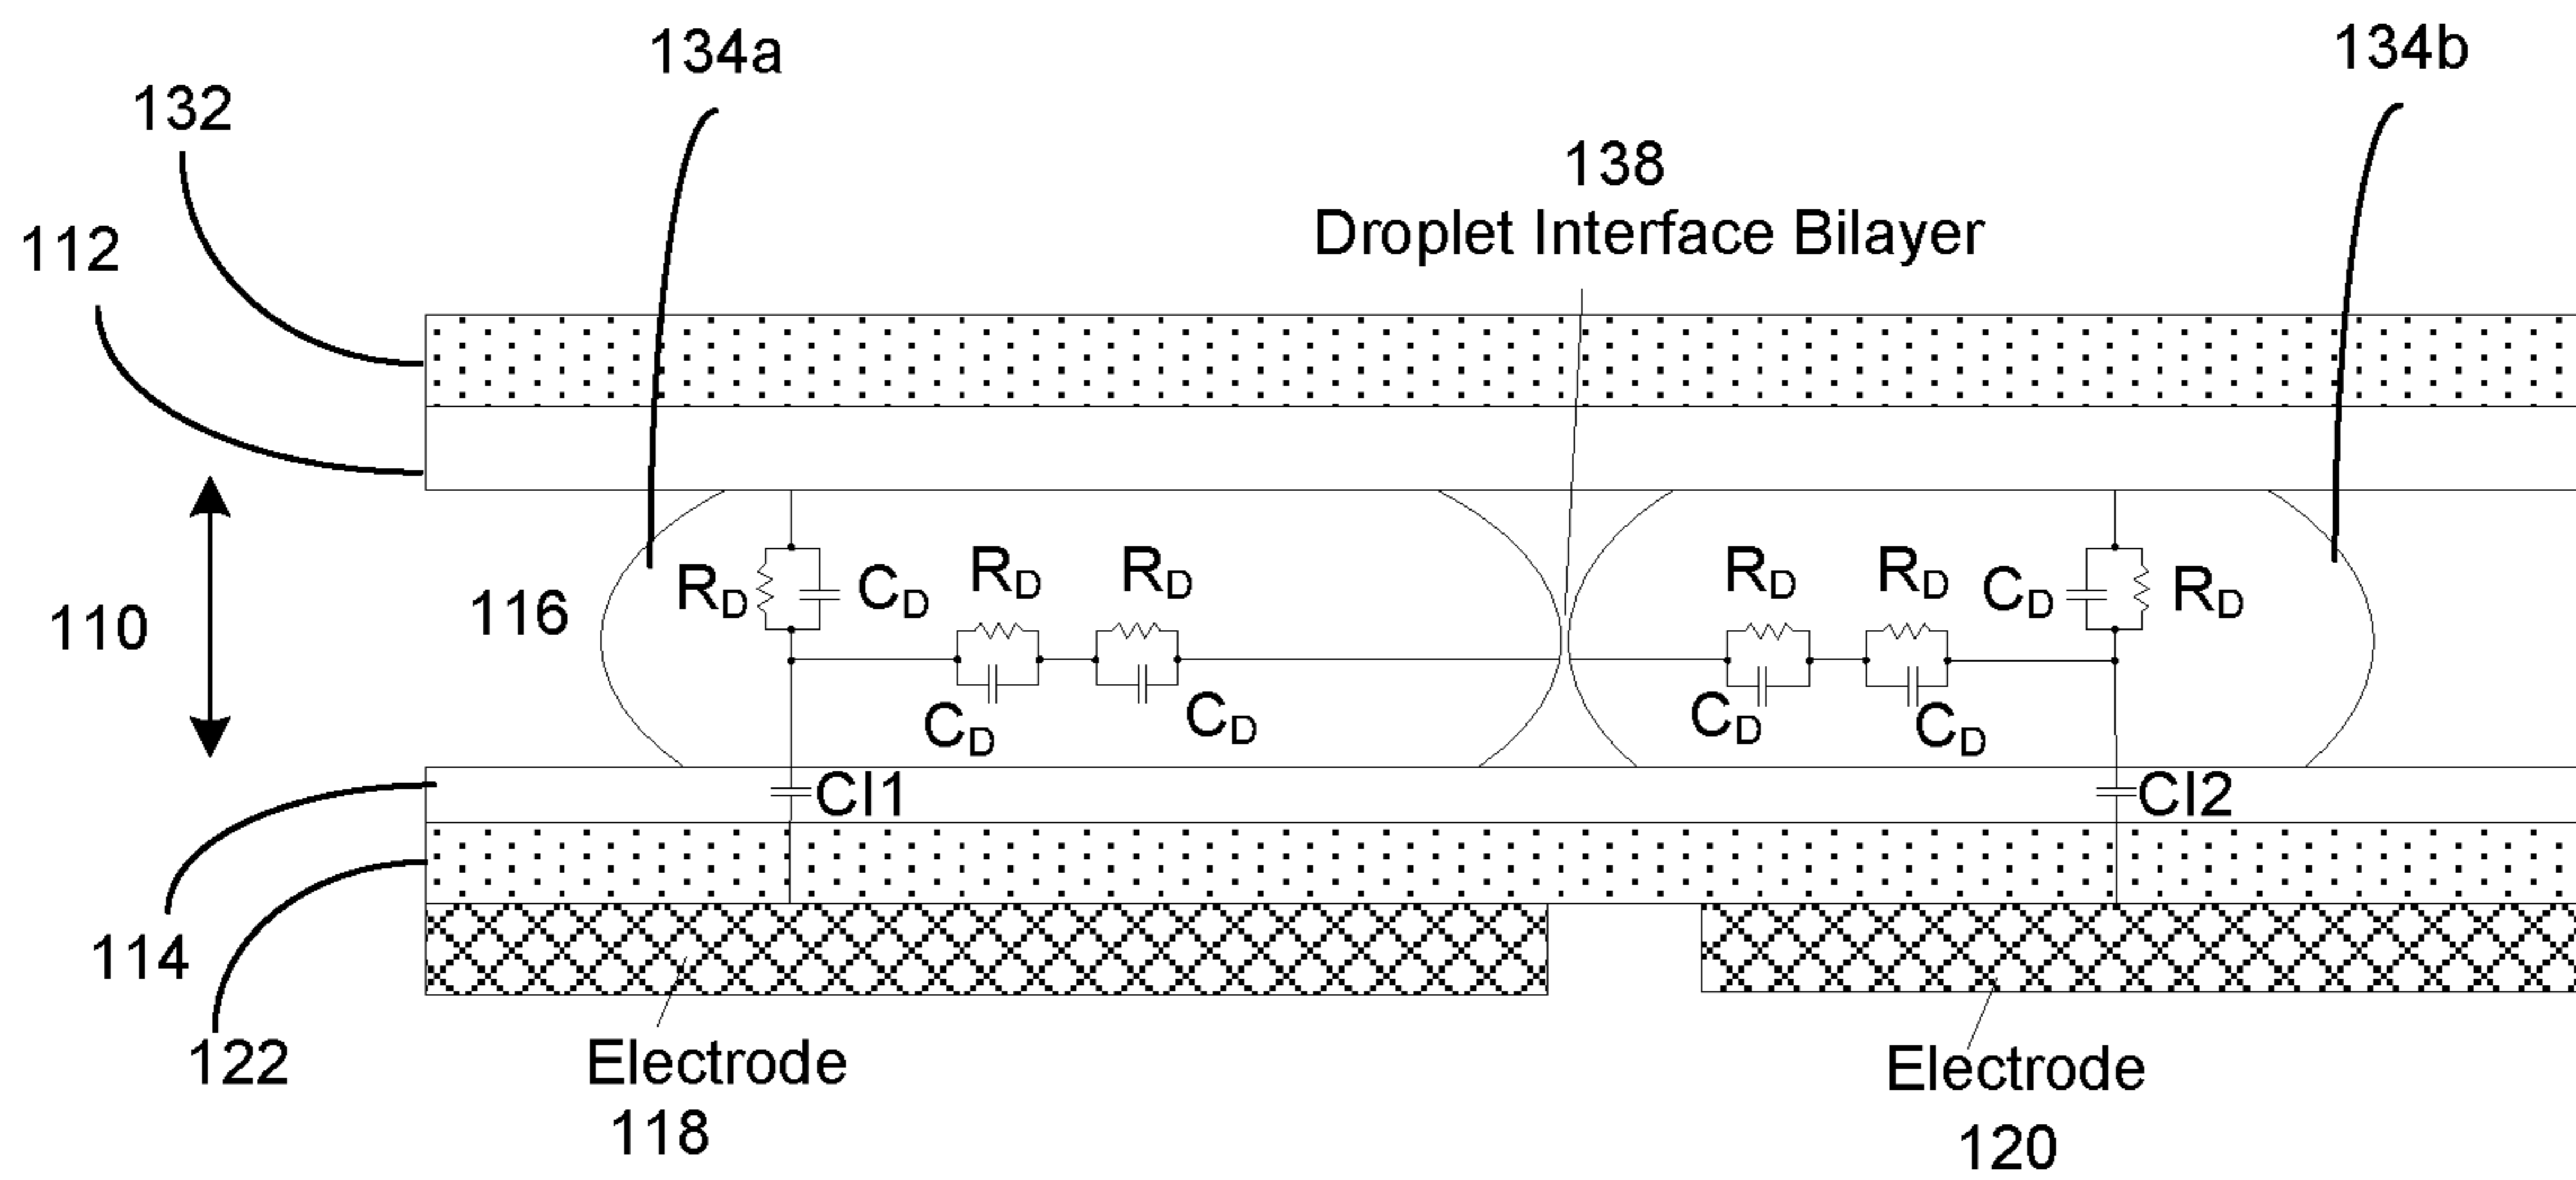 134a
134b
132
138
Droplet Interface Bilayer
112
116
110
RD
CD
RD
RD
CD
CD
RD
RD
CD
RD
CD
CD
CI1
CI2
114
122
Electrode
118
Electrode
120